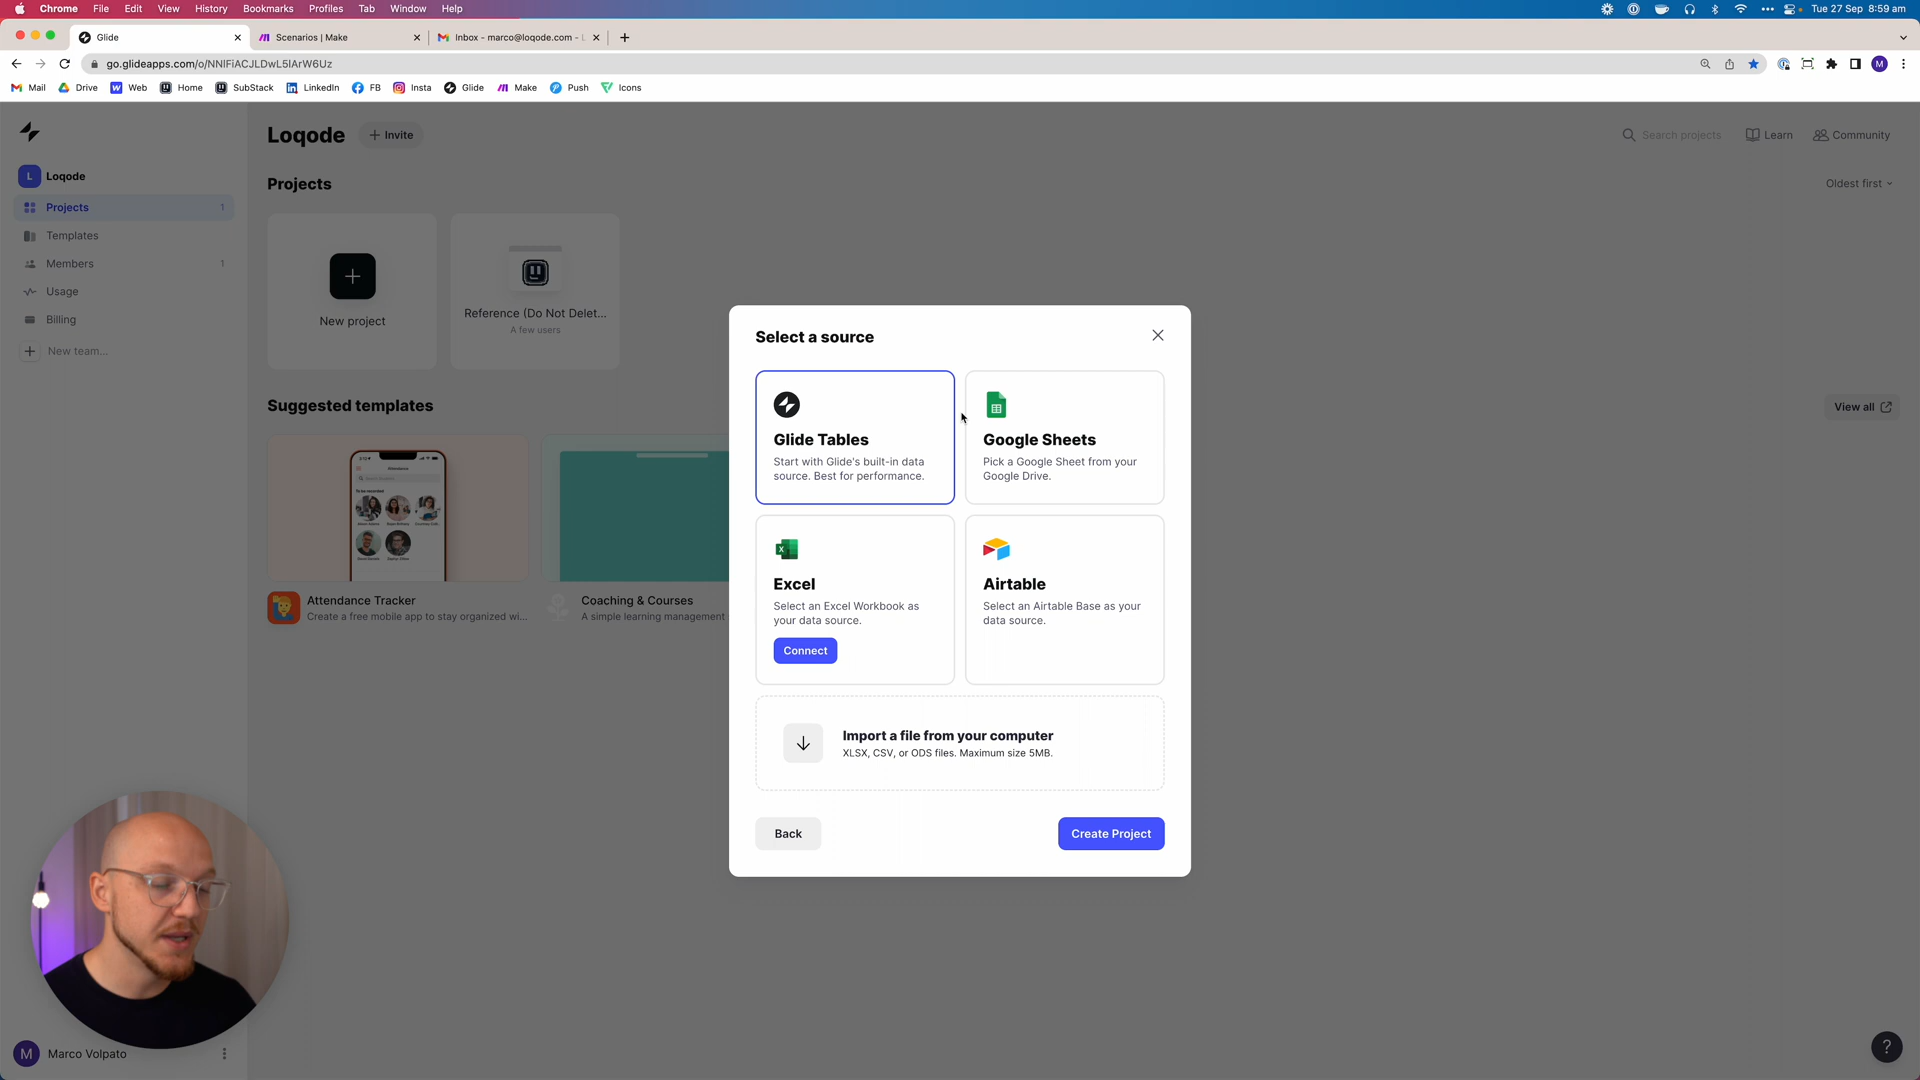 Chrome File Edit View History Bookmarks Profiles Tab Window Help
Tue 27 Sep 8:59 am
Glide
Scenarios | Make
Inbox - marco@loqode.com -
go.glideapps.com/o/NNIFiACJLDwL5lArW6Uz
M
Mail Drive Web Home SubStack LinkedIn FB Insta Glide Make Push Icons
Loqode
Invite
Search projects
Learn
Community
L
Loqode
Projects 1
Templates
Members 1
Usage
Billing
New team...
Projects
Oldest first
New project
Reference (Do Not Delet...
A few users
Suggested templates
View all
Attendance Tracker
Create a free mobile app to stay organized wi...
Coaching & Courses
A simple learning management
Select a source
Glide Tables
Start with Glide's built-in data
source. Best for performance.
Google Sheets
Pick a Google Sheet from your
Google Drive.
Excel
Select an Excel Workbook as
your data source.
Connect
Airtable
Select an Airtable Base as your
data source.
Import a file from your computer
XLSX, CSV, or ODS files. Maximum size 5MB.
Back
Create Project
M
Marco Volpato
?